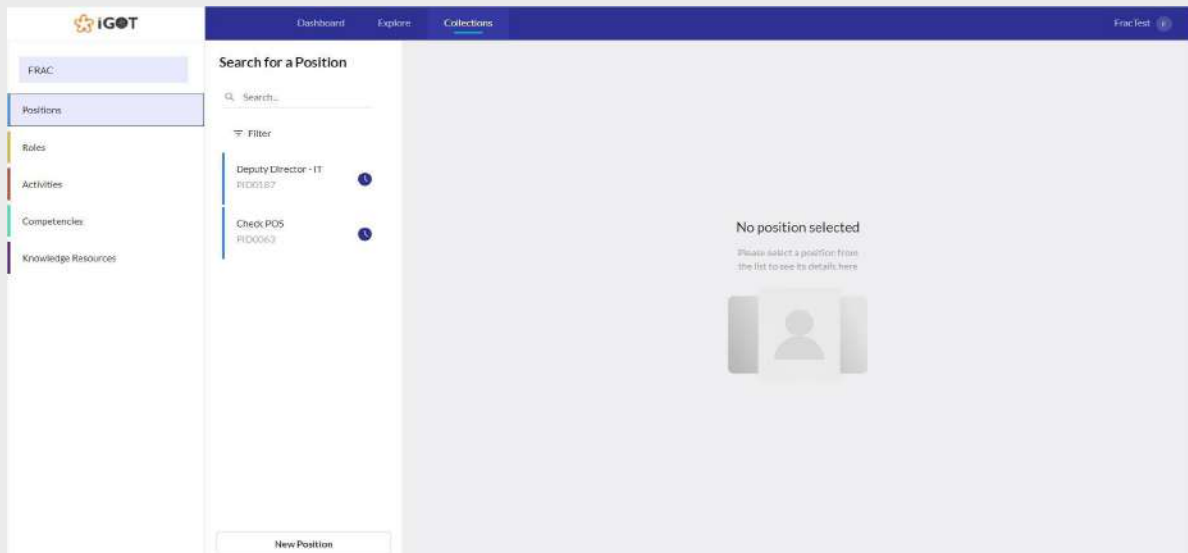 iGOT
Dashboard Explore Collections
FracTest
FRAC
Positions
Roles
Activities
Competencies
Knowledge Resources
Search for a Position
Search...
Filter
Deputy Director - IT
PID0187
Check POS
PID0063
New Position
No position selected
Please select a position from
the list to see its details here